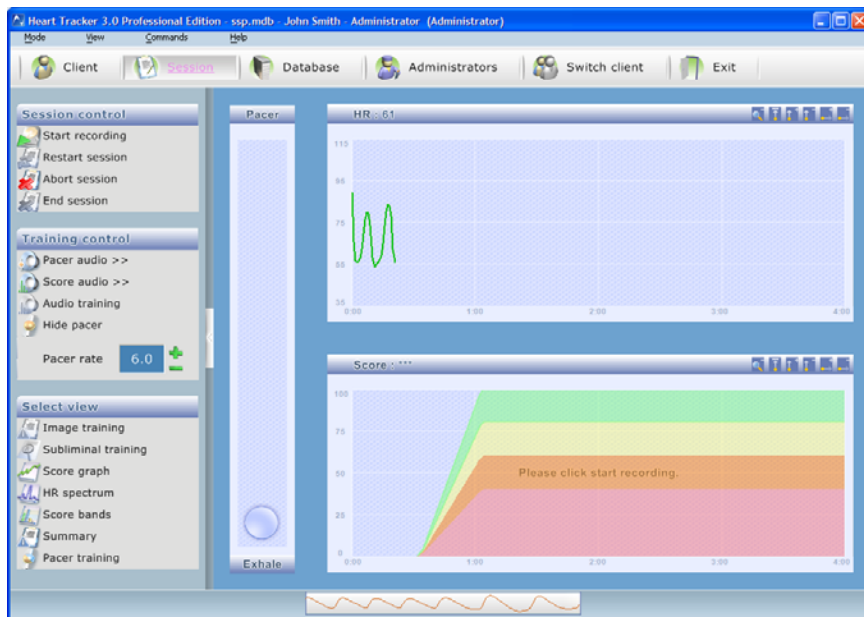 Heart Tracker 3.0 Professional Edition - ssp.mdb - John Smith - Administrator (Administrator)
Mode View Commands Help
Client Session Database Administrators Switch client Exit
Session control
Start recording
Restart session
Abort session
End session
Training control
Pacer audio >>
Score audio >>
Audio training
Hide pacer
Pacer rate 6.0
Select view
Image training
Subliminal training
Score graph
HR spectrum
Score bands
Summary
Pacer training
Pacer
Exhale
HR : 61
115
95
75
55
35
0:00 1:00 2:00 3:00 4:00
Score : ***
100
75
50
25
0
Please click start recording.
0:00 1:00 2:00 3:00 4:00